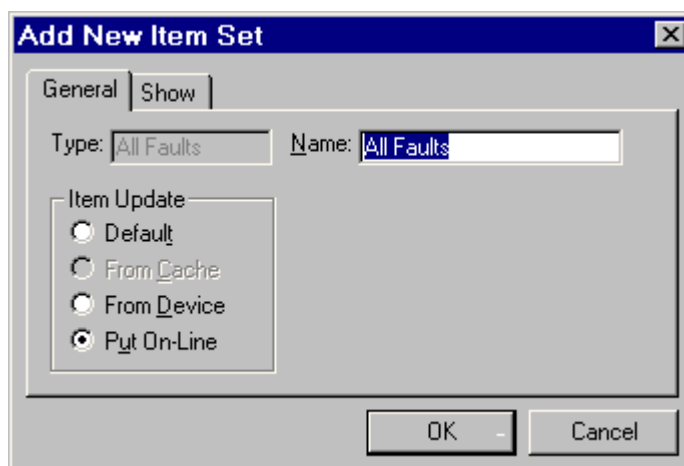 Add New Item Set
General Show
Type: All Faults Name: All Faults
Item Update
Default
From Cache
From Device
Put On-Line
OK Cancel